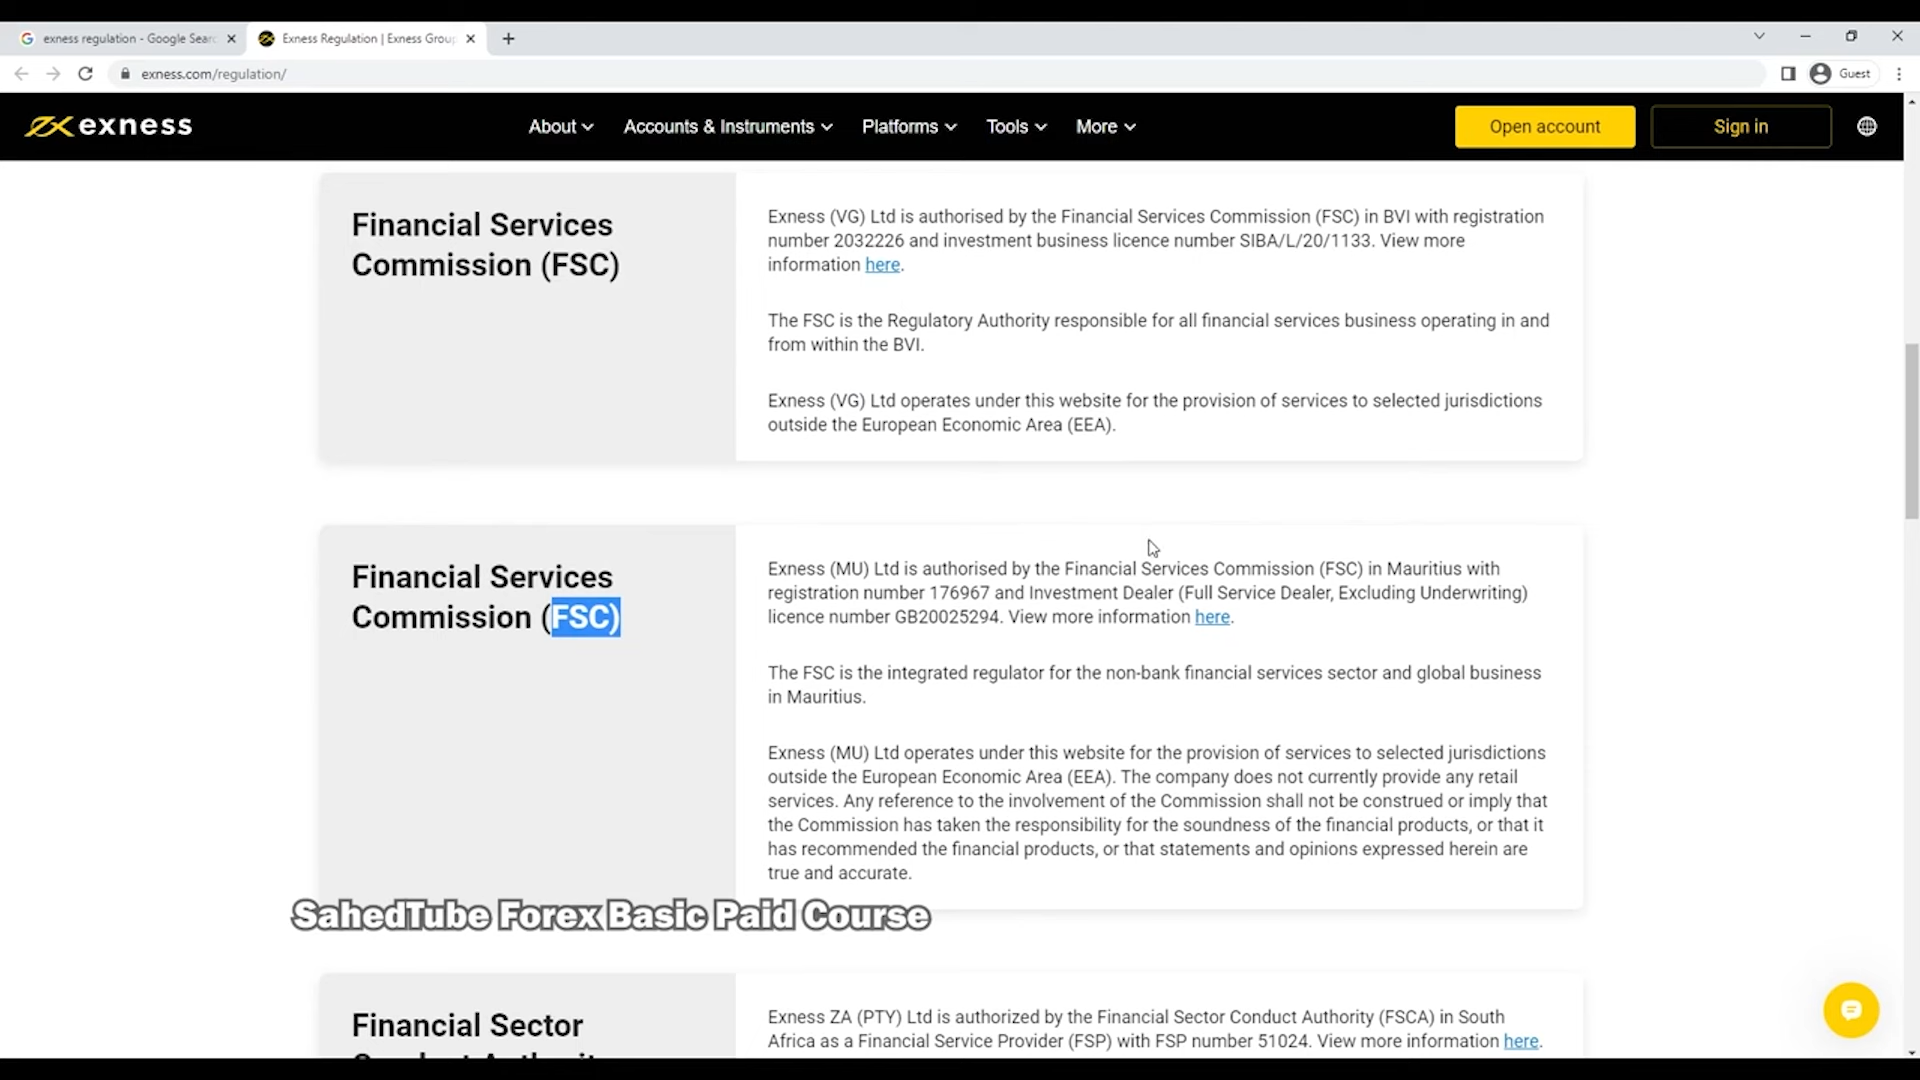 exness regulation - Google Sear
Exness Regulation | Exness Group
exness.com/regulation/
Guest
exness
About
Accounts & Instruments
Platforms
Tools
More
Open account
Sign in
Financial Services
Commission (FSC)
Exness (VG) Ltd is authorised by the Financial Services Commission (FSC) in BVI with registration
number 2032226 and investment business licence number SIBA/L/20/1133. View more
information here.
The FSC is the Regulatory Authority responsible for all financial services business operating in and
from within the BVI.
Exness (VG) Ltd operates under this website for the provision of services to selected jurisdictions
outside the European Economic Area (EEA).
Financial Services
Commission (FSC)
Exness (MU) Ltd is authorised by the Financial Services Commission (FSC) in Mauritius with
registration number 176967 and Investment Dealer (Full Service Dealer, Excluding Underwriting)
licence number GB20025294. View more information here.
The FSC is the integrated regulator for the non-bank financial services sector and global business
in Mauritius.
Exness (MU) Ltd operates under this website for the provision of services to selected jurisdictions
outside the European Economic Area (EEA). The company does not currently provide any retail
services. Any reference to the involvement of the Commission shall not be construed or imply that
the Commission has taken the responsibility for the soundness of the financial products, or that it
has recommended the financial products, or that statements and opinions expressed herein are
true and accurate.
SahedTube Forex Basic Paid Course
Financial Sector
Conduct Authority
Exness ZA (PTY) Ltd is authorized by the Financial Sector Conduct Authority (FSCA) in South
Africa as a Financial Service Provider (FSP) with FSP number 51024. View more information here.